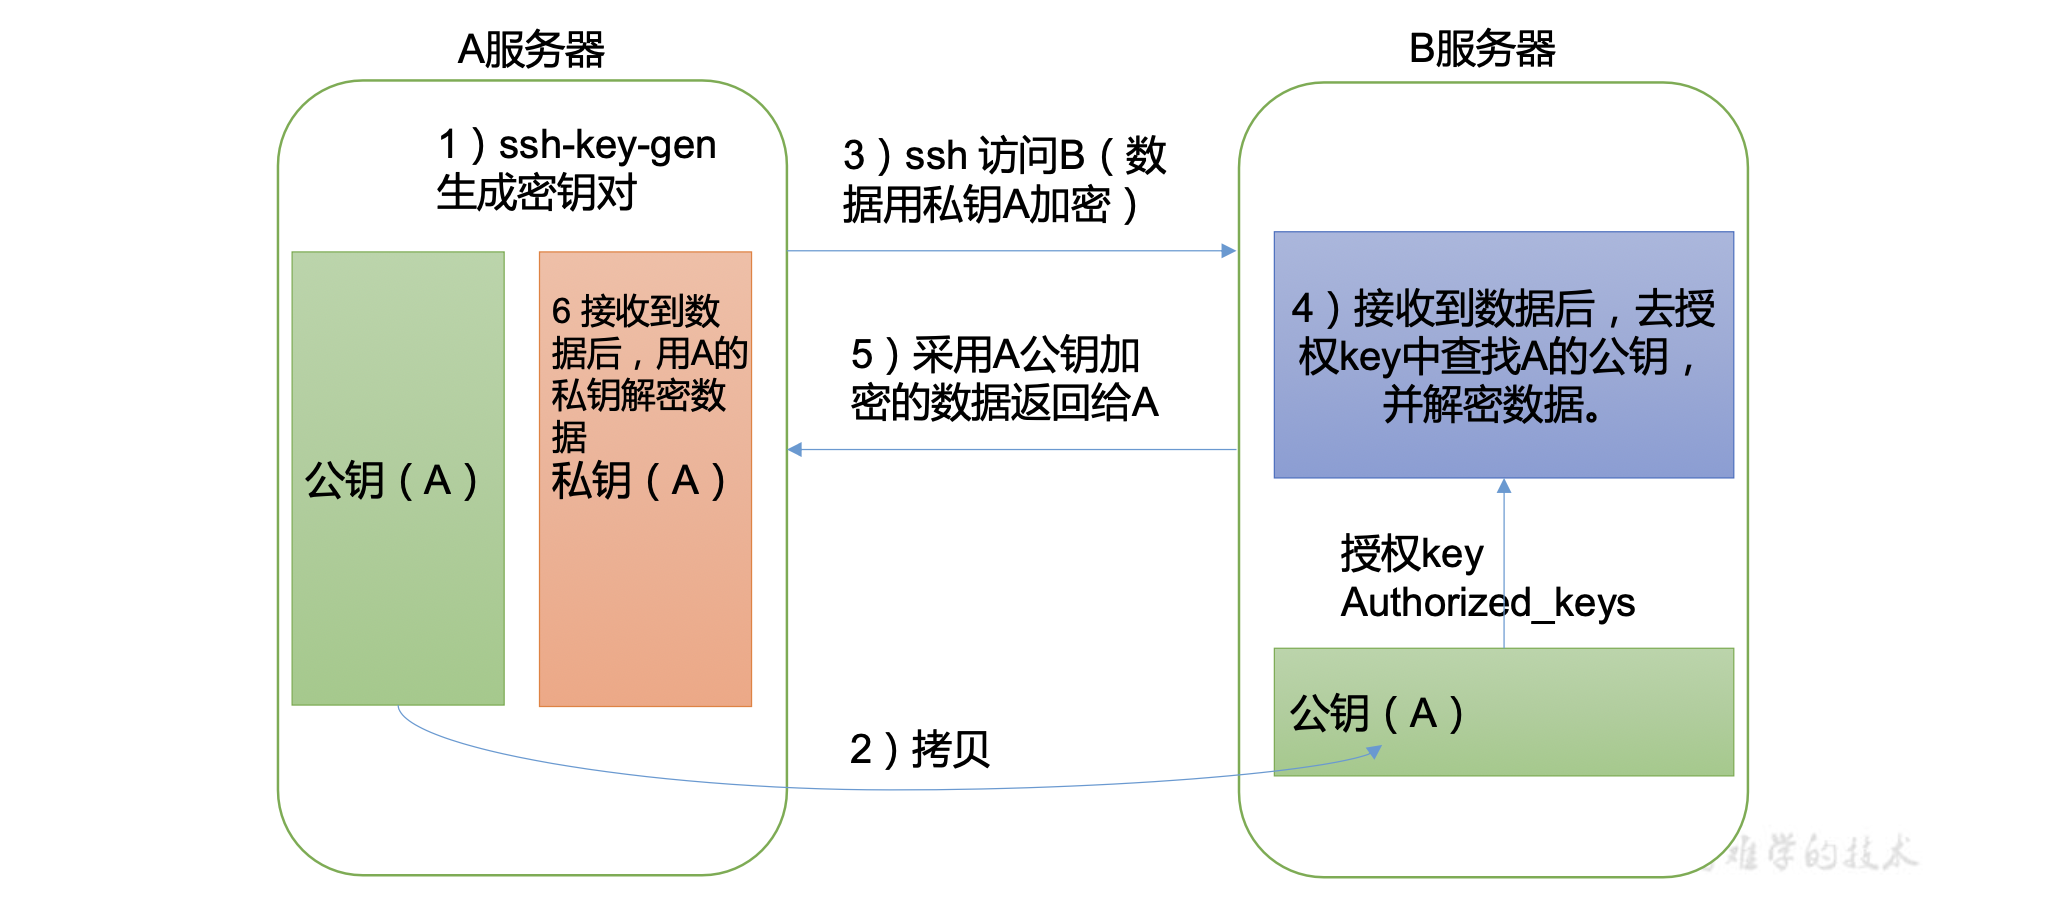 A服务器
B服务器
1）ssh-key-gen
生成密钥对
3）ssh 访问B（数
据用私钥A加密）
6 接收到数
据后，用A的
私钥解密数
据
私钥（A）
公钥（A）
5）采用A公钥加
密的数据返回给A
4）接收到数据后，去授
权key中查找A的公钥，
并解密数据。
授权key
Authorized_keys
公钥（A）
2）拷贝
难学的技术